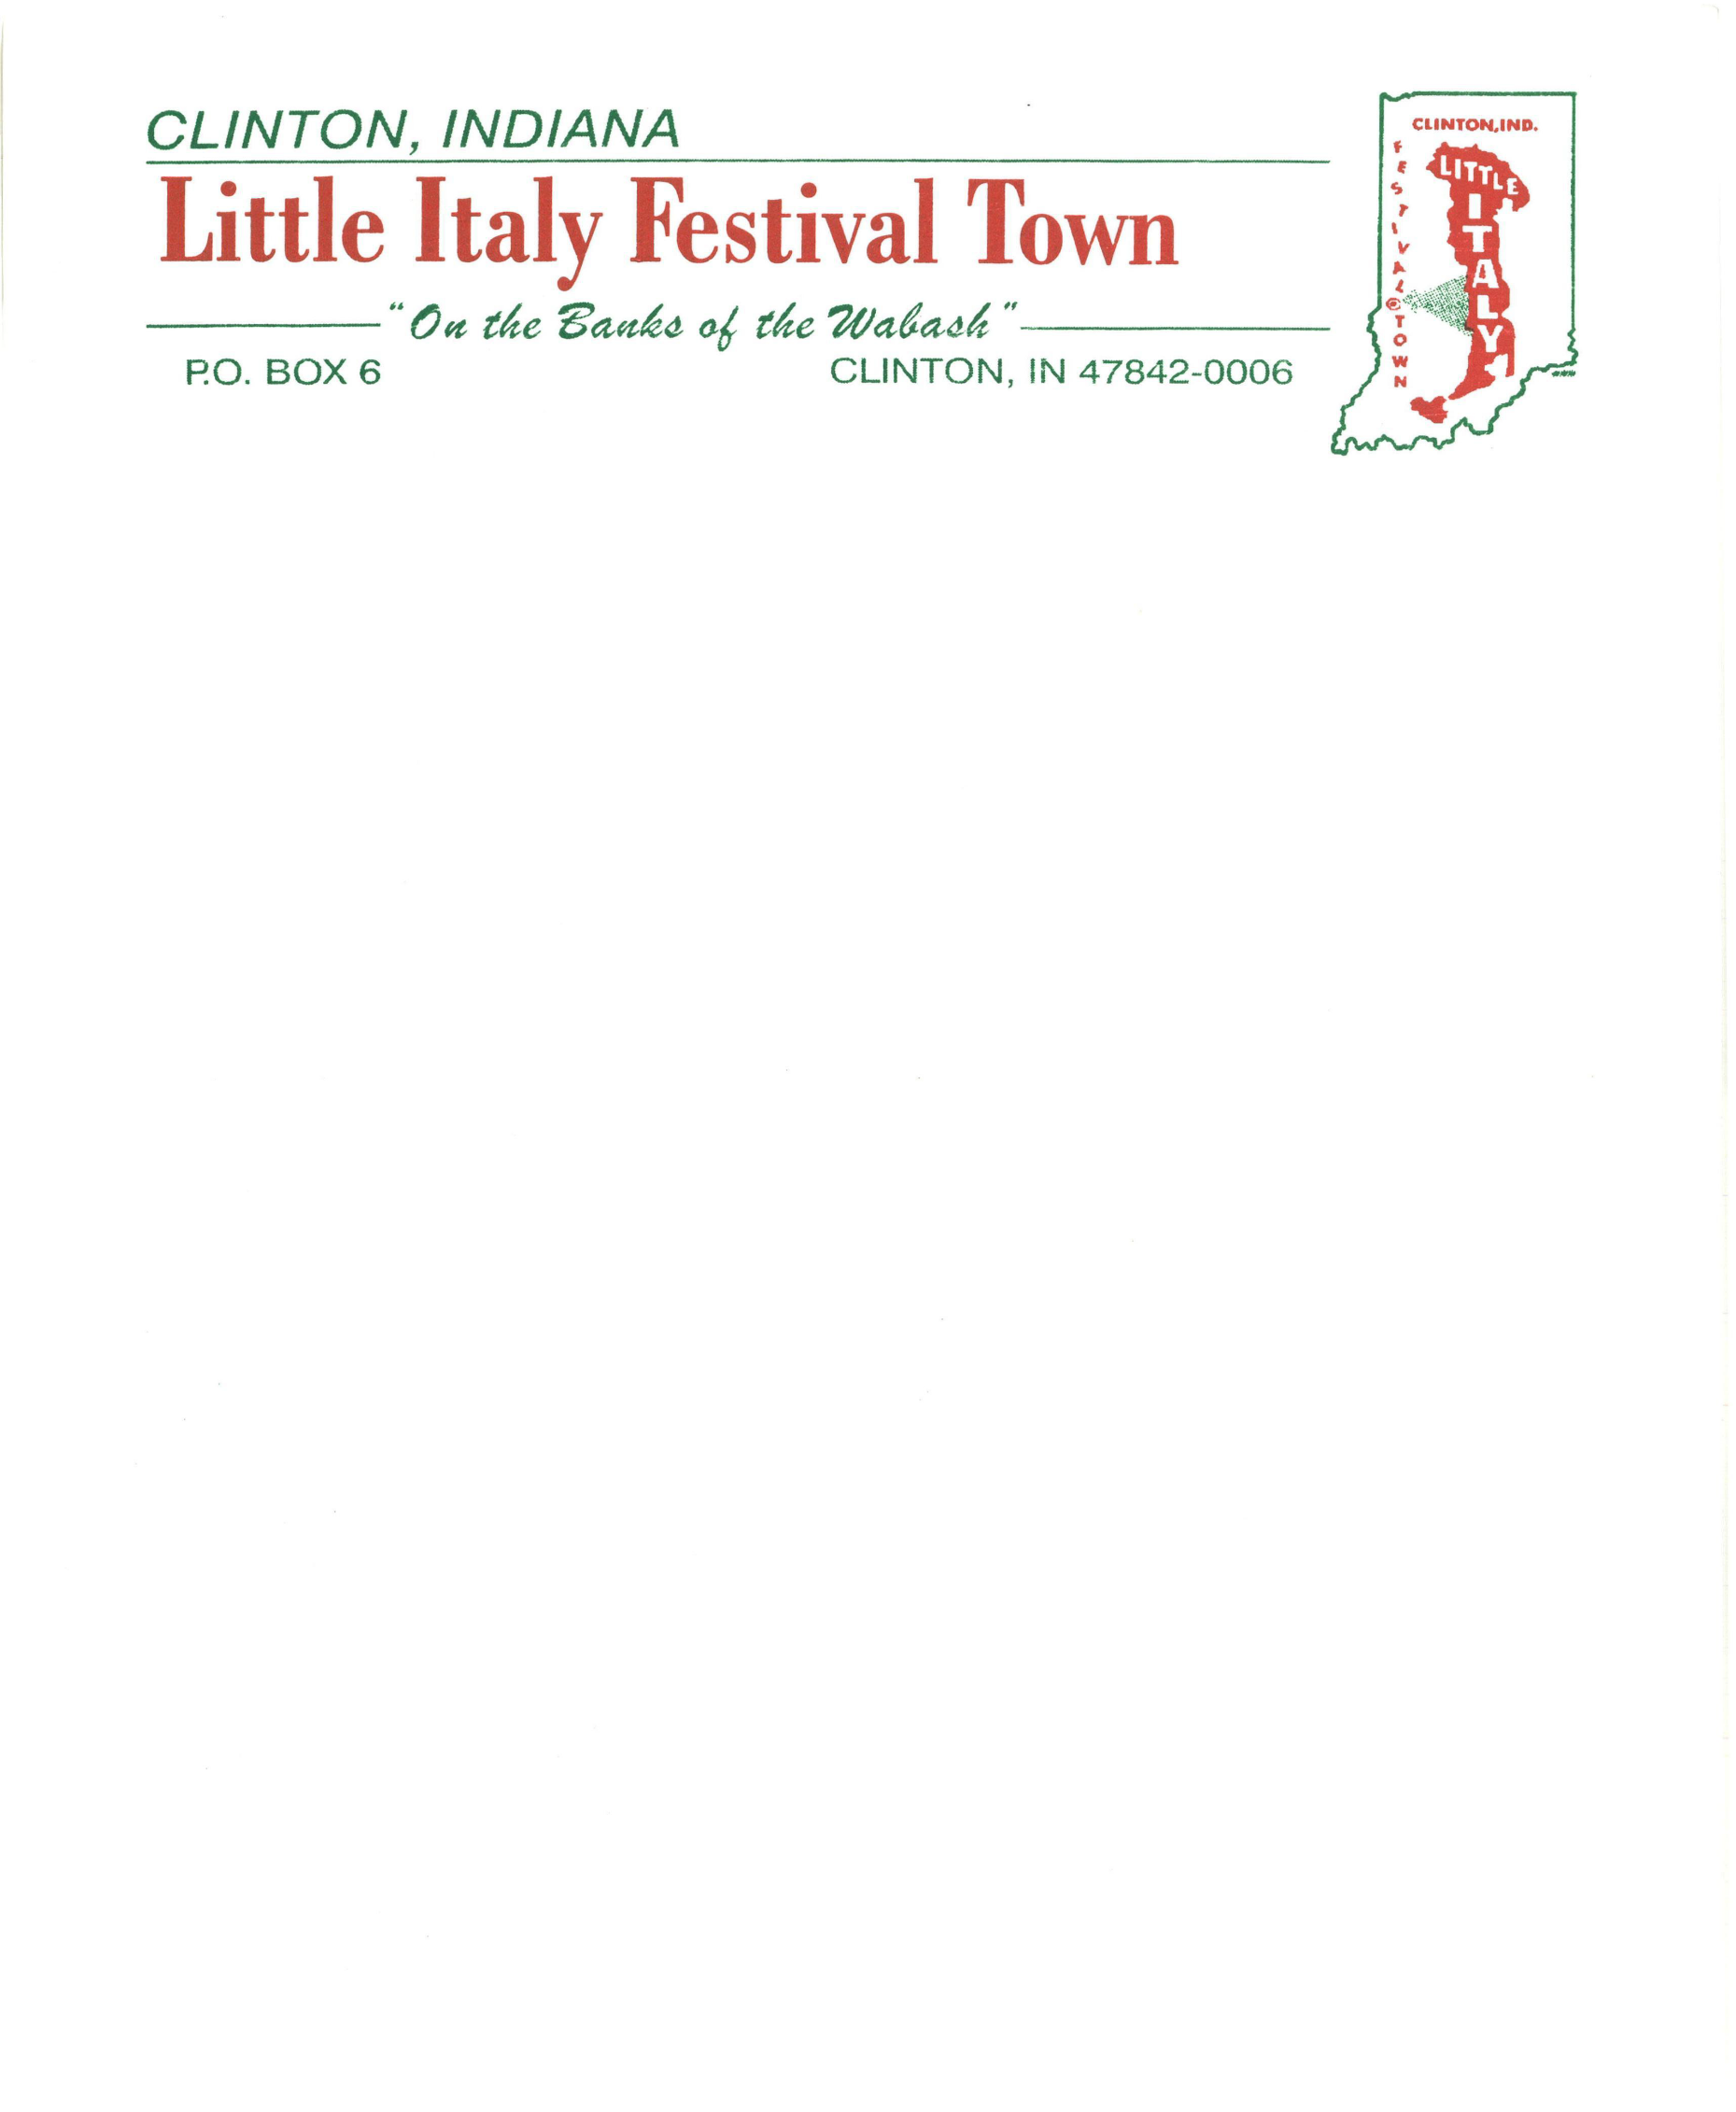 CLINTON, INDIANA
Little Italy Festival Town
"On the Banks of the Wabash"
P.O. BOX 6 CLINTON, IN 47842-0006
CLINTON, IND.
FESTIVAL
TOWN
LITTLE
ITALY